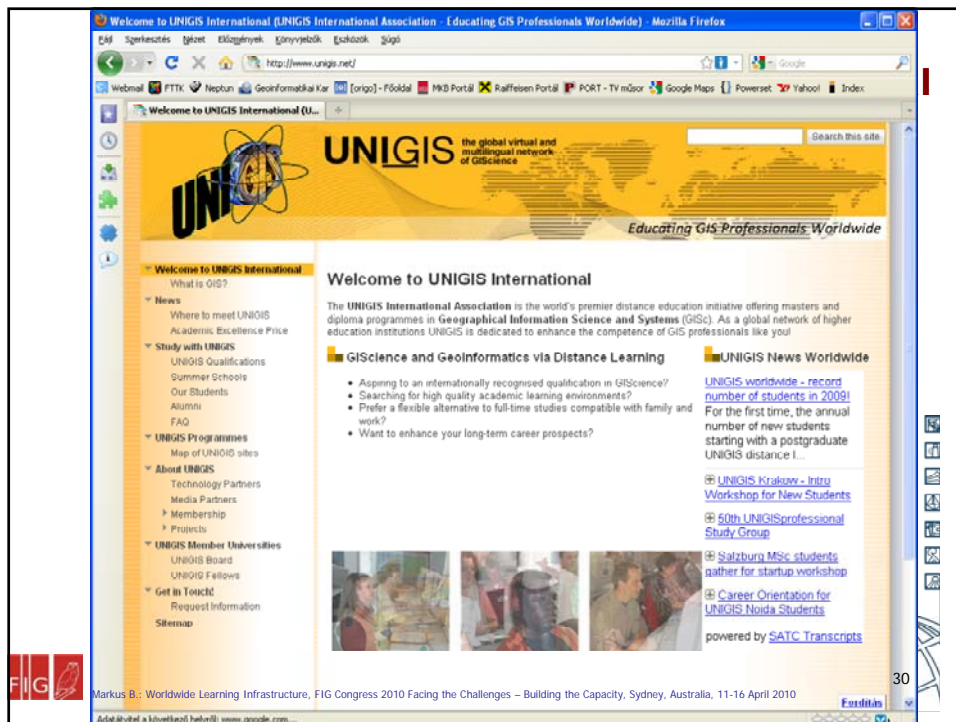 Welcome to UNIGIS International (UNIGIS International Association - Educating GIS Professionals Worldwide) - Mozilla Firefox
Fájl Szerkesztés Nézet Előzmények Könyvjelzők Eszközök Súgó
http://www.unigis.net/
Google
Webmail FTTK Neptun Geoinformatikai Kar [origo] - Főoldal MKB Portál Raiffeisen Portál PORT - TV műsor Google Maps Powerset Yahoo! Index
Welcome to UNIGIS International (U...
UNI
UNIGIS the global virtual and
multilingual network
of GIScience
Search this site
Educating GIS Professionals Worldwide
Welcome to UNIGIS International
What is GIS?
News
Where to meet UNIGIS
Academic Excellence Price
Study with UNIGIS
UNIGIS Qualifications
Summer Schools
Our Students
Alumni
FAQ
UNIGIS Programmes
Map of UNIGIS sites
About UNIGIS
Technology Partners
Media Partners
Membership
Projects
UNIGIS Member Universities
UNIGIS Board
UNIGIS Fellows
Get in Touch!
Request Information
Sitemap
Welcome to UNIGIS International
The UNIGIS International Association is the world's premier distance education initiative offering masters and
diploma programmes in Geographical Information Science and Systems (GISc). As a global network of higher
education institutions UNIGIS is dedicated to enhance the competence of GIS professionals like you!
GIScience and Geoinformatics via Distance Learning
Aspiring to an internationally recognised qualification in GIScience?
Searching for high quality academic learning environments?
Prefer a flexible alternative to full-time studies compatible with family and
work?
Want to enhance your long-term career prospects?
UNIGIS News Worldwide
UNIGIS worldwide - record
number of students in 2009!
For the first time, the annual
number of new students
starting with a postgraduate
UNIGIS distance l...
UNIGIS Krakow - Intro
Workshop for New Students
50th UNIGISprofessional
Study Group
Salzburg MSc students
gather for startup workshop
Career Orientation for
UNIGIS Noida Students
powered by SATC Transcripts
FIG
Markus B.: Worldwide Learning Infrastructure, FIG Congress 2010 Facing the Challenges – Building the Capacity, Sydney, Australia, 11-16 April 2010
30
Fordítás
Adatátvitel a következő helyről: www.google.com...